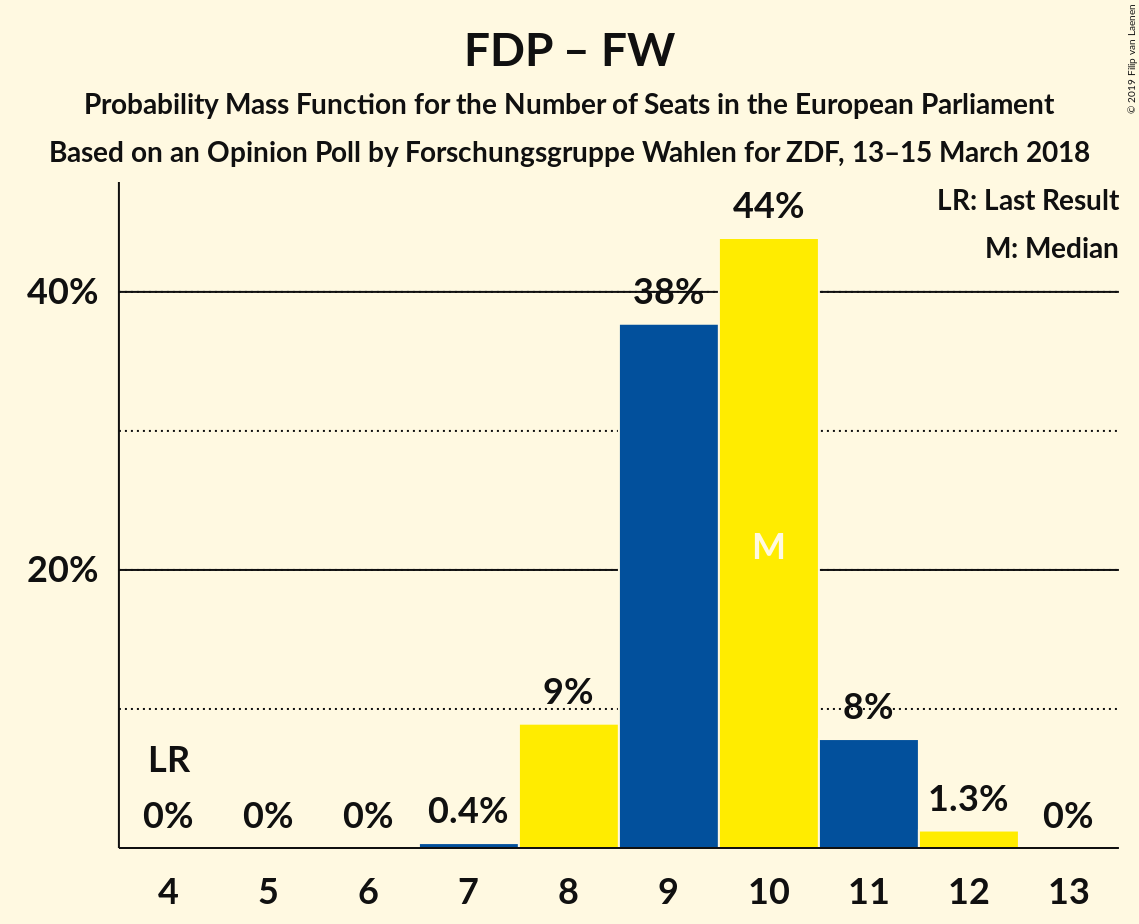 FDP – FW
Probability Mass Function for the Number of Seats in the European Parliament
Based on an Opinion Poll by Forschungsgruppe Wahlen for ZDF, 13–15 March 2018
© 2019 Filip van Laenen
LR: Last Result
M: Median
40%
20%
LR
0%
0%
0%
0.4%
9%
38%
44%
M
8%
1.3%
0%
4 5 6 7 8 9 10 11 12 13